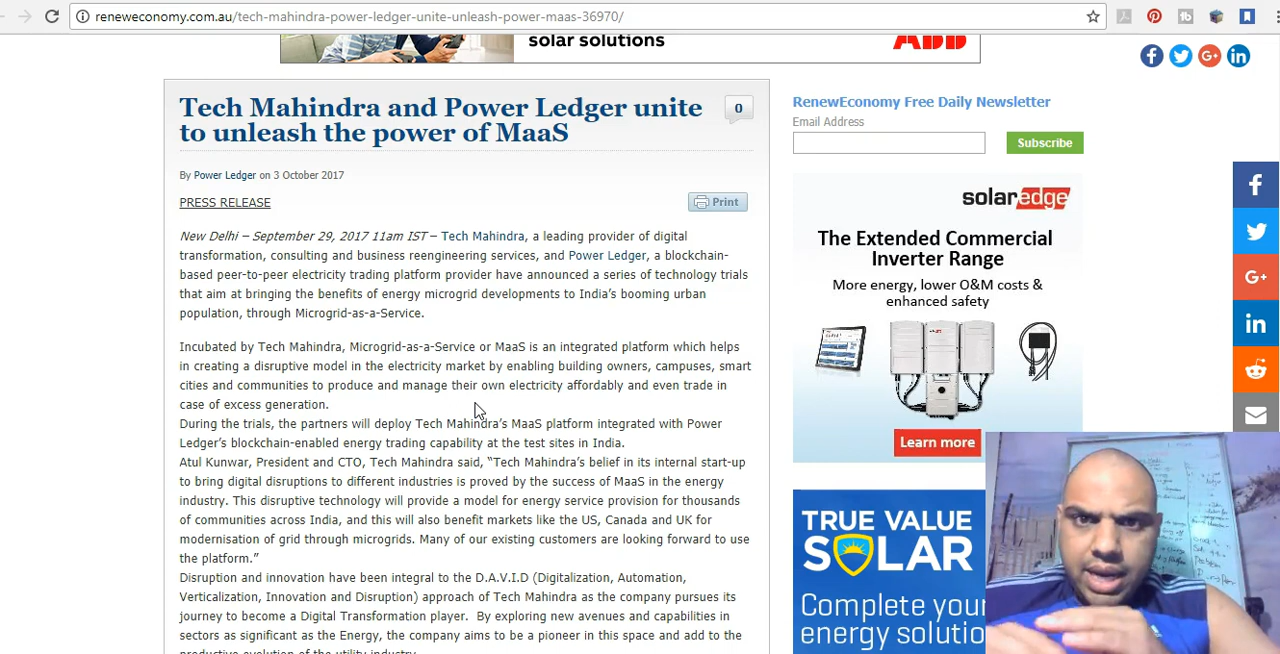 reneweconomy.com.au/tech-mahindra-power-ledger-unite-unleash-power-maas-36970/
solar solutions
ABB
Tech Mahindra and Power Ledger unite
to unleash the power of MaaS
0
By Power Ledger on 3 October 2017
PRESS RELEASE
Print
New Delhi – September 29, 2017 11am IST – Tech Mahindra, a leading provider of digital
transformation, consulting and business reengineering services, and Power Ledger, a blockchain-
based peer-to-peer electricity trading platform provider have announced a series of technology trials
that aim at bringing the benefits of energy microgrid developments to India’s booming urban
population, through Microgrid-as-a-Service.
Incubated by Tech Mahindra, Microgrid-as-a-Service or MaaS is an integrated platform which helps
in creating a disruptive model in the electricity market by enabling building owners, campuses, smart
cities and communities to produce and manage their own electricity affordably and even trade in
case of excess generation.
During the trials, the partners will deploy Tech Mahindra’s MaaS platform integrated with Power
Ledger’s blockchain-enabled energy trading capability at the test sites in India.
Atul Kunwar, President and CTO, Tech Mahindra said, “Tech Mahindra’s belief in its internal start-up
to bring digital disruptions to different industries is proved by the success of MaaS in the energy
industry. This disruptive technology will provide a model for energy service provision for thousands
of communities across India, and this will also benefit markets like the US, Canada and UK for
modernisation of grid through microgrids. Many of our existing customers are looking forward to use
the platform.”
Disruption and innovation have been integral to the D.A.V.I.D (Digitalization, Automation,
Verticalization, Innovation and Disruption) approach of Tech Mahindra as the company pursues its
journey to become a Digital Transformation player.  By exploring new avenues and capabilities in
sectors as significant as the Energy, the company aims to be a pioneer in this space and add to the
productive evolution of the utility industry.
RenewEconomy Free Daily Newsletter
Email Address
Subscribe
solaredge
The Extended Commercial
Inverter Range
More energy, lower O&M costs &
enhanced safety
Learn more
TRUE VALUE
SOLAR
Complete your
energy solutio